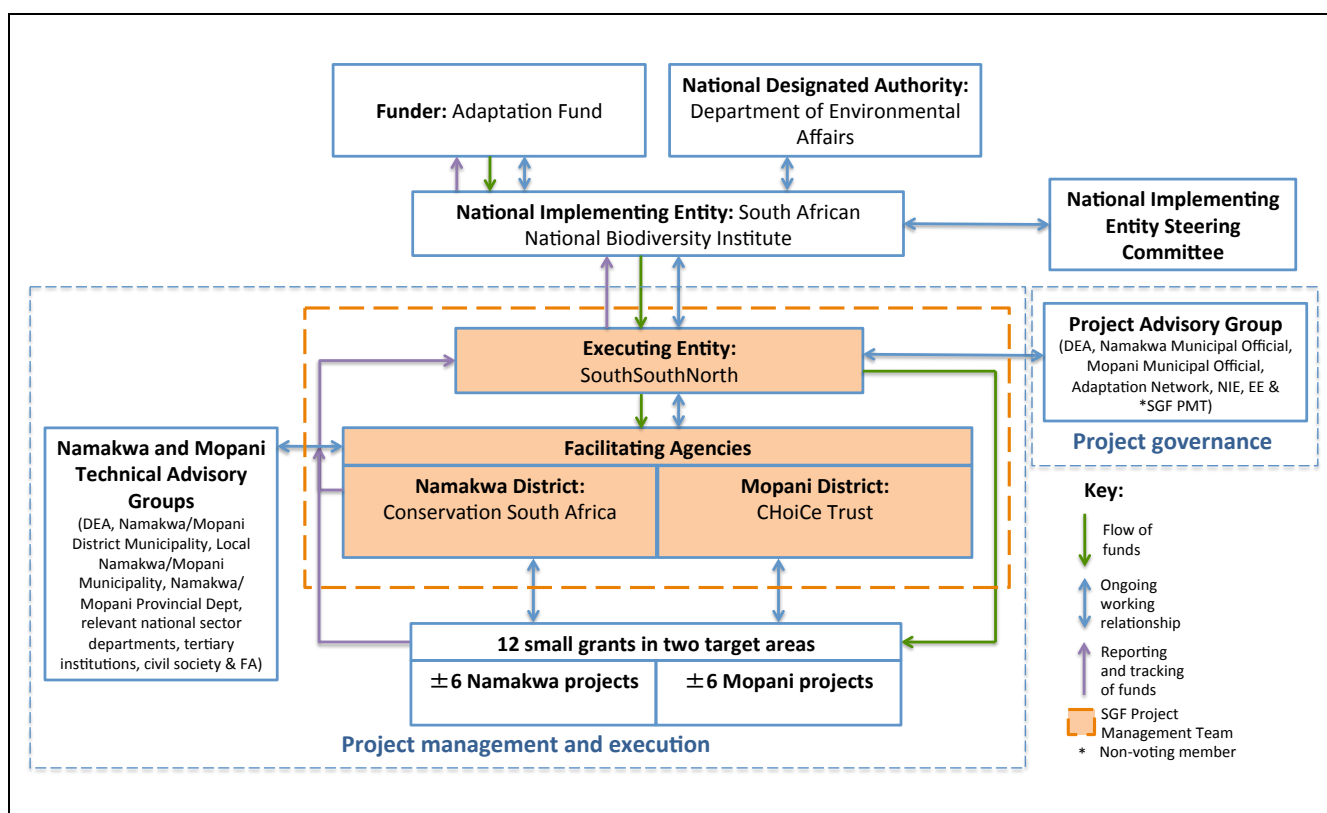 Funder: Adaptation Fund
National Designated Authority:
Department of Environmental
Affairs
National Implementing Entity: South African
National Biodiversity Institute
National Implementing
Entity Steering
Committee
Executing Entity:
SouthSouthNorth
Project Advisory Group
(DEA, Namakwa Municipal Official,
Mopani Municipal Official,
Adaptation Network, NIE, EE &
*SGF PMT)
Project governance
Namakwa and Mopani
Technical Advisory
Groups
(DEA, Namakwa/Mopani
District Municipality, Local
Namakwa/Mopani
Municipality, Namakwa/
Mopani Provincial Dept,
relevant national sector
departments, tertiary
institutions, civil society & FA)
Facilitating Agencies
Namakwa District:
Conservation South Africa
Mopani District:
CHoiCe Trust
12 small grants in two target areas
±6 Namakwa projects
±6 Mopani projects
Project management and execution
Key:
Flow of
funds
Ongoing
working
relationship
Reporting
and tracking
of funds
SGF Project
Management Team
* Non-voting member